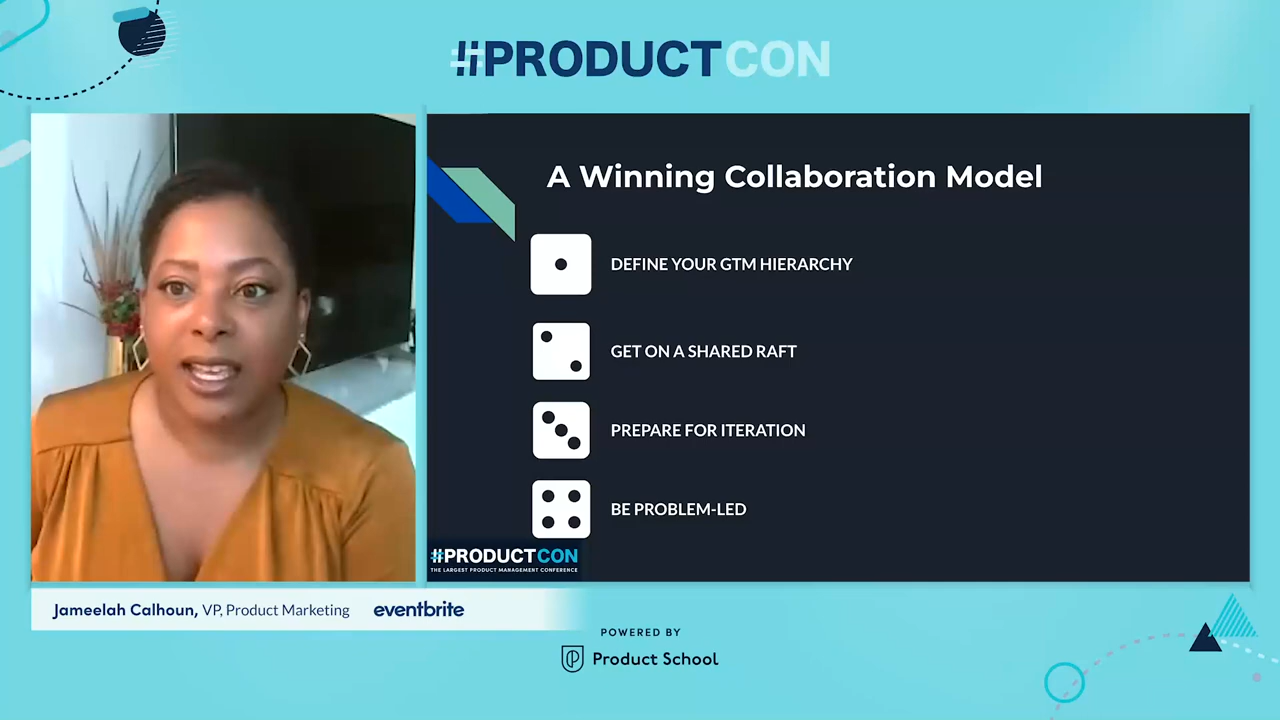 #PRODUCTCON
A Winning Collaboration Model
DEFINE YOUR GTM HIERARCHY
GET ON A SHARED RAFT
PREPARE FOR ITERATION
BE PROBLEM-LED
#PRODUCTCON
THE LARGEST PRODUCT MANAGEMENT CONFERENCE
Jameelah Calhoun, VP, Product Marketing eventbrite
POWERED BY
Product School